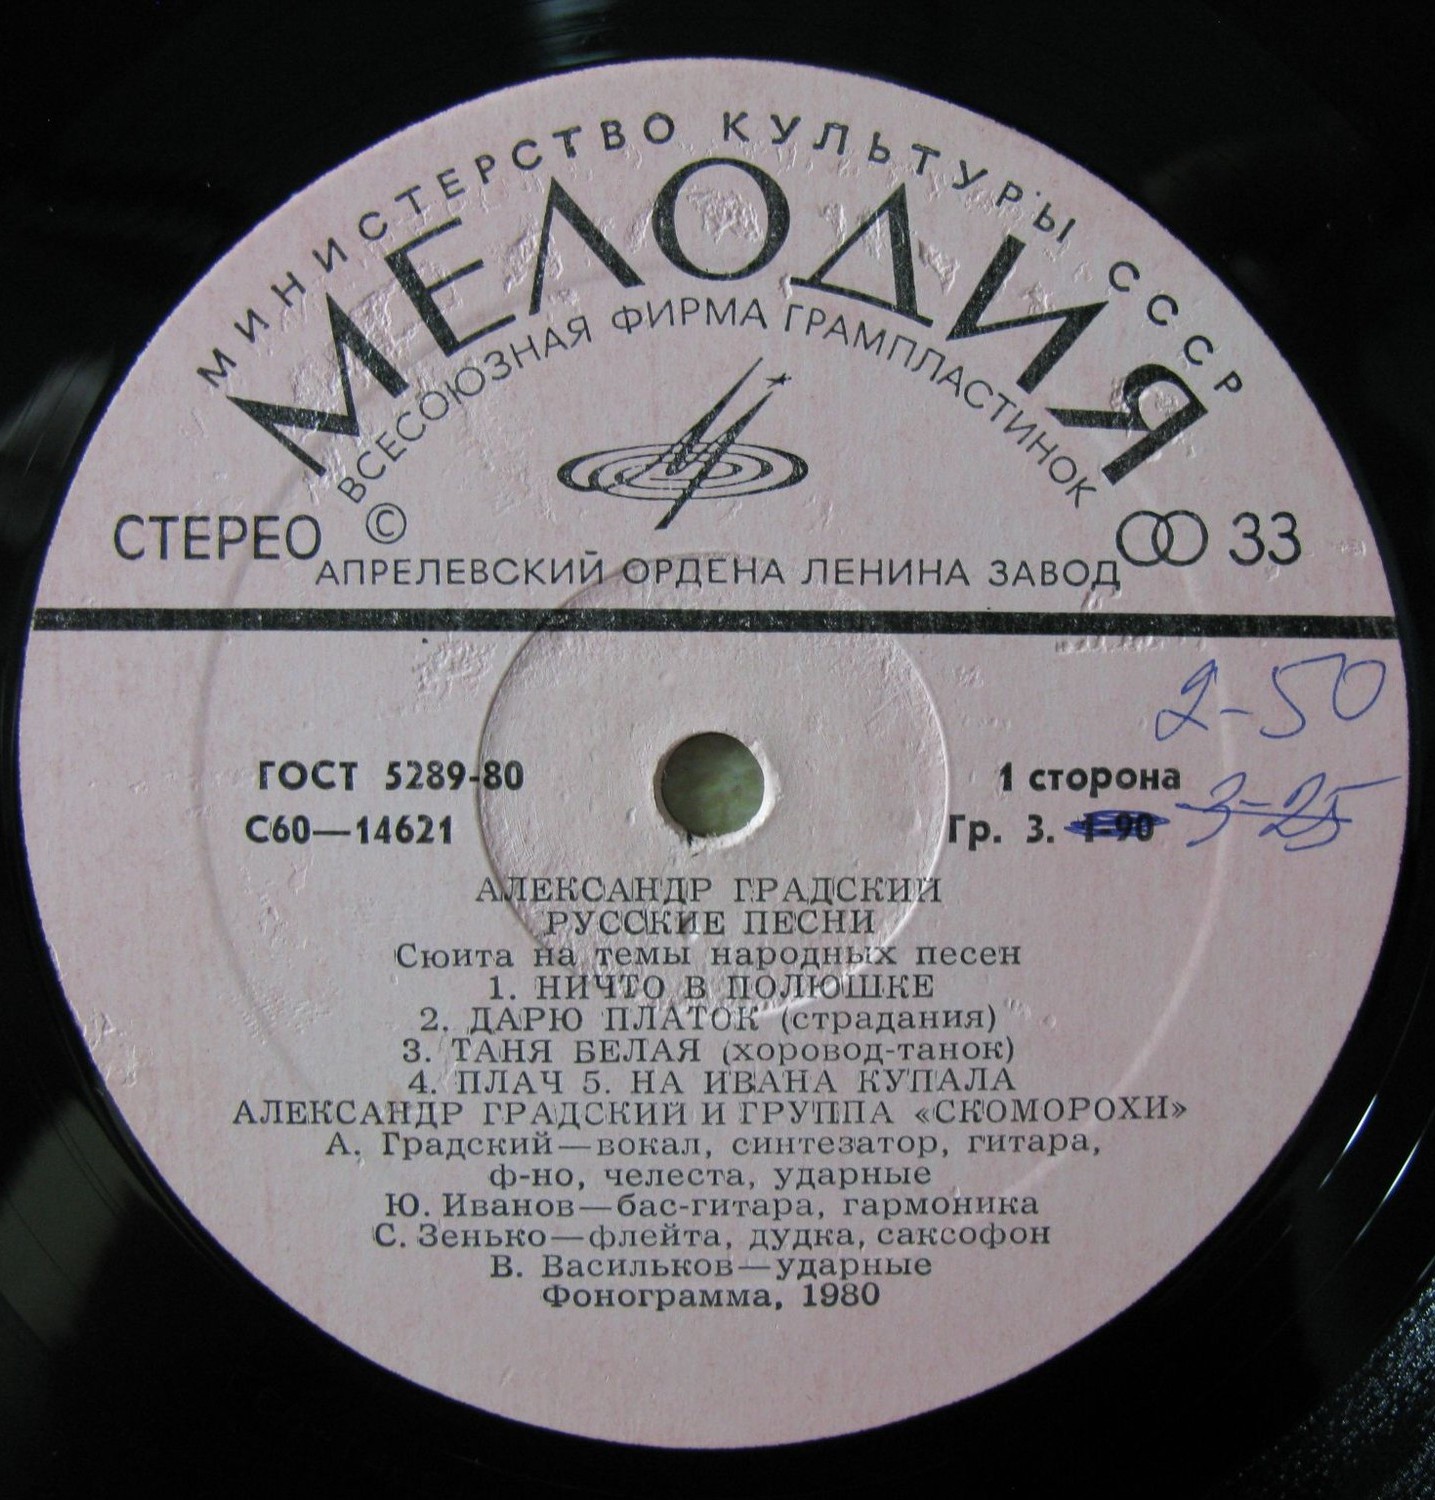 МИНИСТЕРСТВО КУЛЬТУРЫ СССР
МЕЛОДИЯ
ВСЕСОЮЗНАЯ ФИРМА ГРАМПЛАСТИНОК
СТЕРЕО © 33
АПРЕЛЕВСКИЙ ОРДЕНА ЛЕНИНА ЗАВОД
2-50
ГОСТ 5289-80 1 сторона
С60—14621 Гр. 3. 1-90 3-25
АЛЕКСАНДР ГРАДСКИЙ
РУССКИЕ ПЕСНИ
Сюита на темы народных песен
1. НИЧТО В ПОЛЮШКЕ
2. ДАРЮ ПЛАТОК (страдания)
3. ТАНЯ БЕЛАЯ (хоровод-танок)
4. ПЛАЧ 5. НА ИВАНА КУПАЛА
АЛЕКСАНДР ГРАДСКИЙ И ГРУППА «СКОМОРОХИ»
А. Градский—вокал, синтезатор, гитара,
ф-но, челеста, ударные
Ю. Иванов—бас-гитара, гармоника
С. Зенько—флейта, дудка, саксофон
В. Васильков—ударные
Фонограмма, 1980